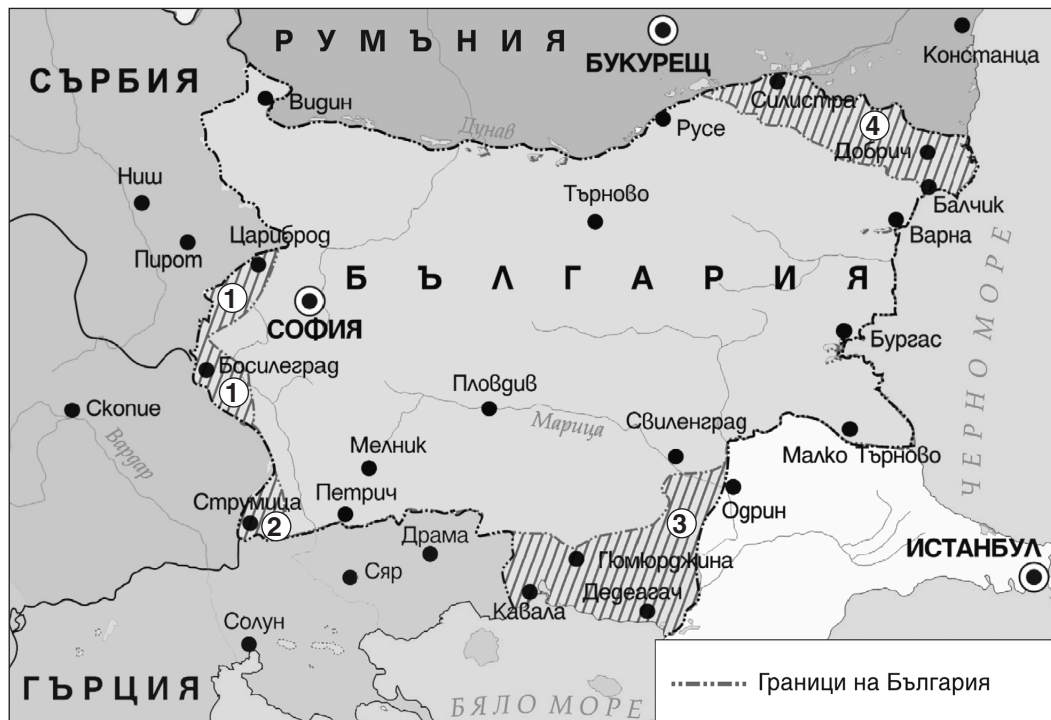 РУМЪНИЯ
БУКУРЕЩ
Констанца
СЪРБИЯ
Видин
Силистра
Дунав
Русе
4
Добрич
Ниш
Търново
Балчик
Варна
Цариброд
Пирот
БЪЛГАРИЯ
1
СОФИЯ
Бургас
Босилеград
1
Пловдив
Скопие
Марица
Свиленград
Вардар
Мелник
Малко Търново
ЧЕРНО МОРЕ
Струмица
2
Петрич
3
Одрин
Драма
Гюмюрджина
ИСТАНБУЛ
Сяр
Кавала
Дедеагач
Солун
ГЪРЦИЯ
БЯЛО МОРЕ
Граници на България